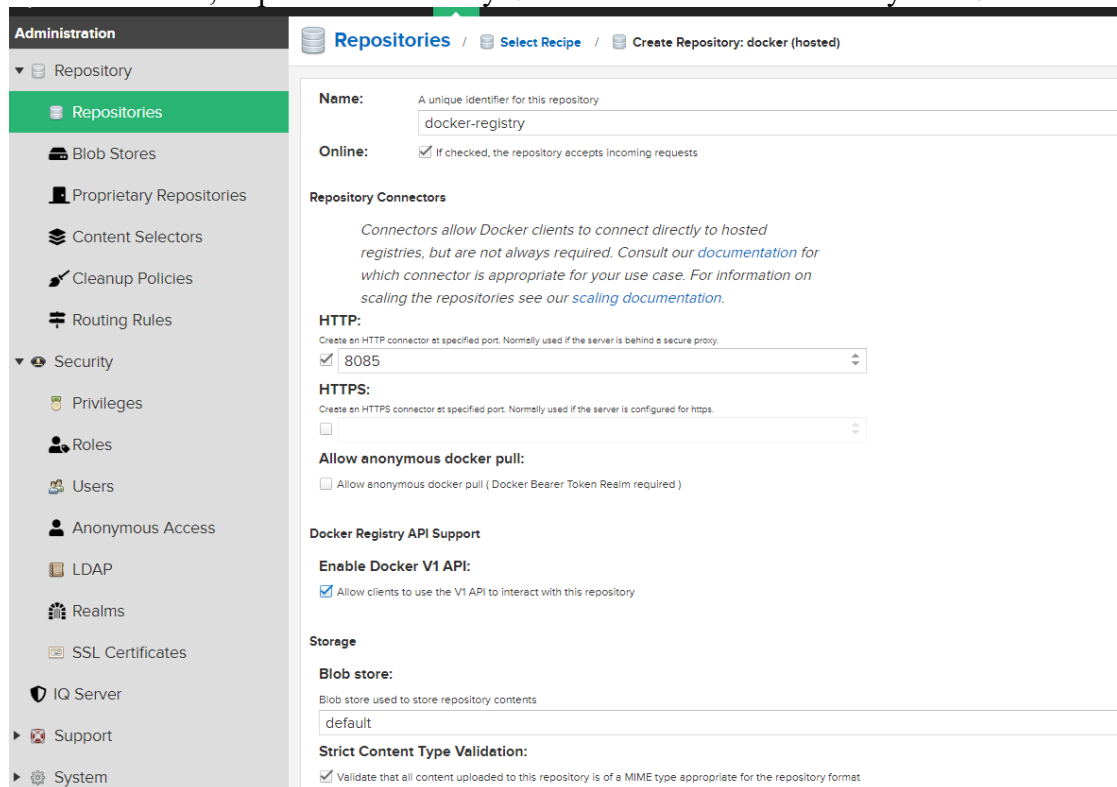 Administration
Repository
Repositories
Blob Stores
Proprietary Repositories
Content Selectors
Cleanup Policies
Routing Rules
Security
Privileges
Roles
Users
Anonymous Access
LDAP
Realms
SSL Certificates
IQ Server
Support
System
Repositories / Select Recipe / Create Repository: docker (hosted)
Name: A unique identifier for this repository
docker-registry
Online: If checked, the repository accepts incoming requests
Repository Connectors
Connectors allow Docker clients to connect directly to hosted
registries, but are not always required. Consult our documentation for
which connector is appropriate for your use case. For information on
scaling the repositories see our scaling documentation.
HTTP:
Create an HTTP connector at specified port. Normally used if the server is behind a secure proxy.
8085
HTTPS:
Create an HTTPS connector at specified port. Normally used if the server is configured for https.
Allow anonymous docker pull:
Allow anonymous docker pull ( Docker Bearer Token Realm required )
Docker Registry API Support
Enable Docker V1 API:
Allow clients to use the V1 API to interact with this repository
Storage
Blob store:
Blob store used to store repository contents
default
Strict Content Type Validation:
Validate that all content uploaded to this repository is of a MIME type appropriate for the repository format